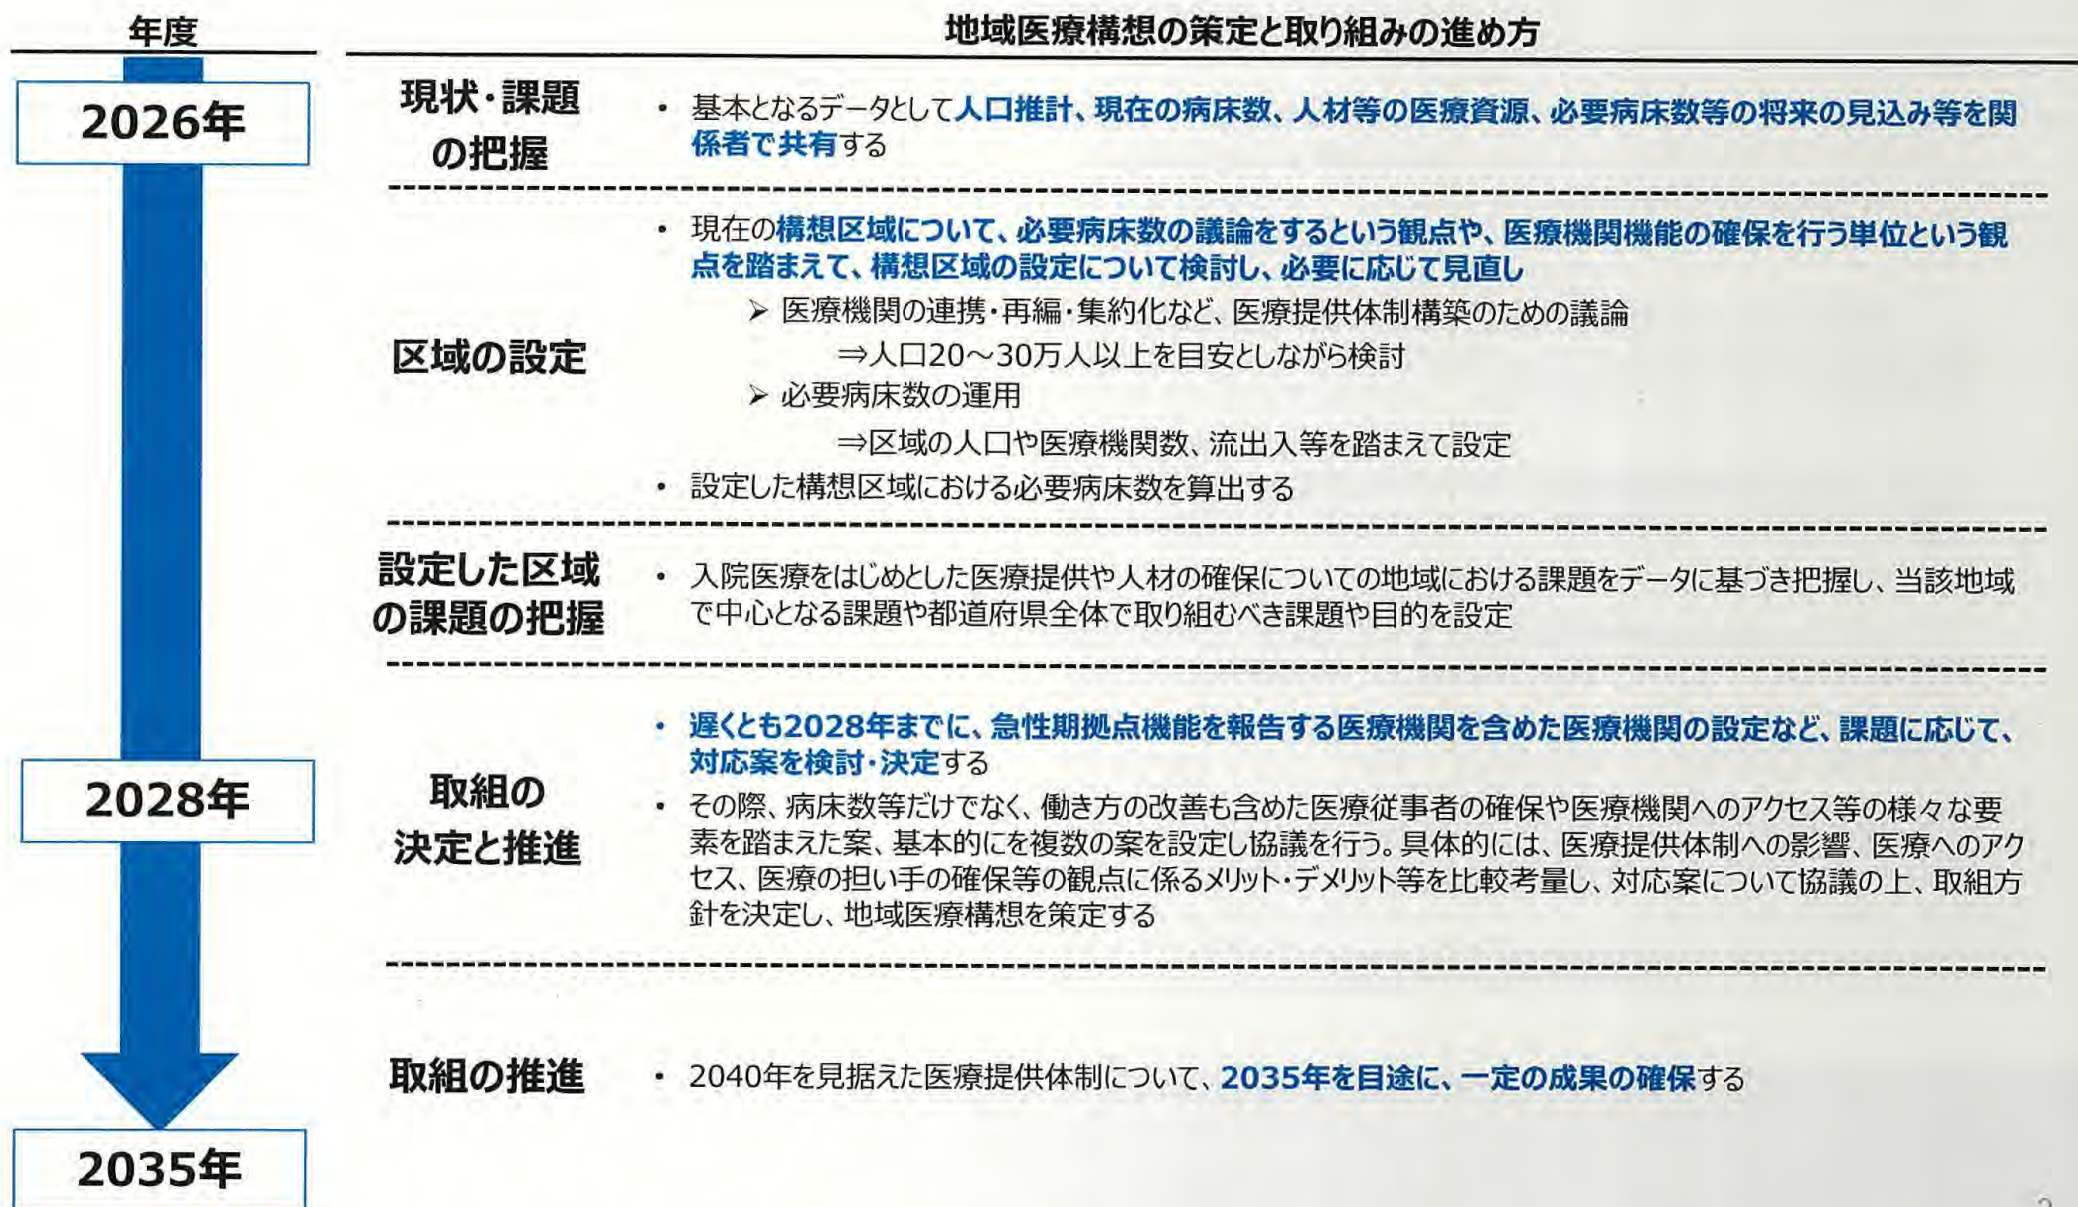 年度
地域医療構想の策定と取り組みの進め方
2026年
現状・課題
の把握
• 基本となるデータとして人口推計、現在の病床数、人材等の医療資源、必要病床数等の将来の見込み等を関
係者で共有する
区域の設定
• 現在の構想区域について、必要病床数の議論をするという観点や、医療機関機能の確保を行う単位という観
点を踏まえて、構想区域の設定について検討し、必要に応じて見直し
➢ 医療機関の連携・再編・集約化など、医療提供体制構築のための議論
⇒人口20～30万人以上を目安としながら検討
➢ 必要病床数の運用
⇒区域の人口や医療機関数、流出入等を踏まえて設定
• 設定した構想区域における必要病床数を算出する
設定した区域
の課題の把握
• 入院医療をはじめとした医療提供や人材の確保についての地域における課題をデータに基づき把握し、当該地域
で中心となる課題や都道府県全体で取り組むべき課題や目的を設定
2028年
取組の
決定と推進
• 遅くとも2028年までに、急性期拠点機能を報告する医療機関を含めた医療機関の設定など、課題に応じて、
対応案を検討・決定する
• その際、病床数等だけでなく、働き方の改善も含めた医療従事者の確保や医療機関へのアクセス等の様々な要
素を踏まえた案、基本的にを複数の案を設定し協議を行う。具体的には、医療提供体制への影響、医療へのアク
セス、医療の担い手の確保等の観点に係るメリット・デメリット等を比較考量し、対応案について協議の上、取組方
針を決定し、地域医療構想を策定する
取組の推進
• 2040年を見据えた医療提供体制について、2035年を目途に、一定の成果の確保する
2035年